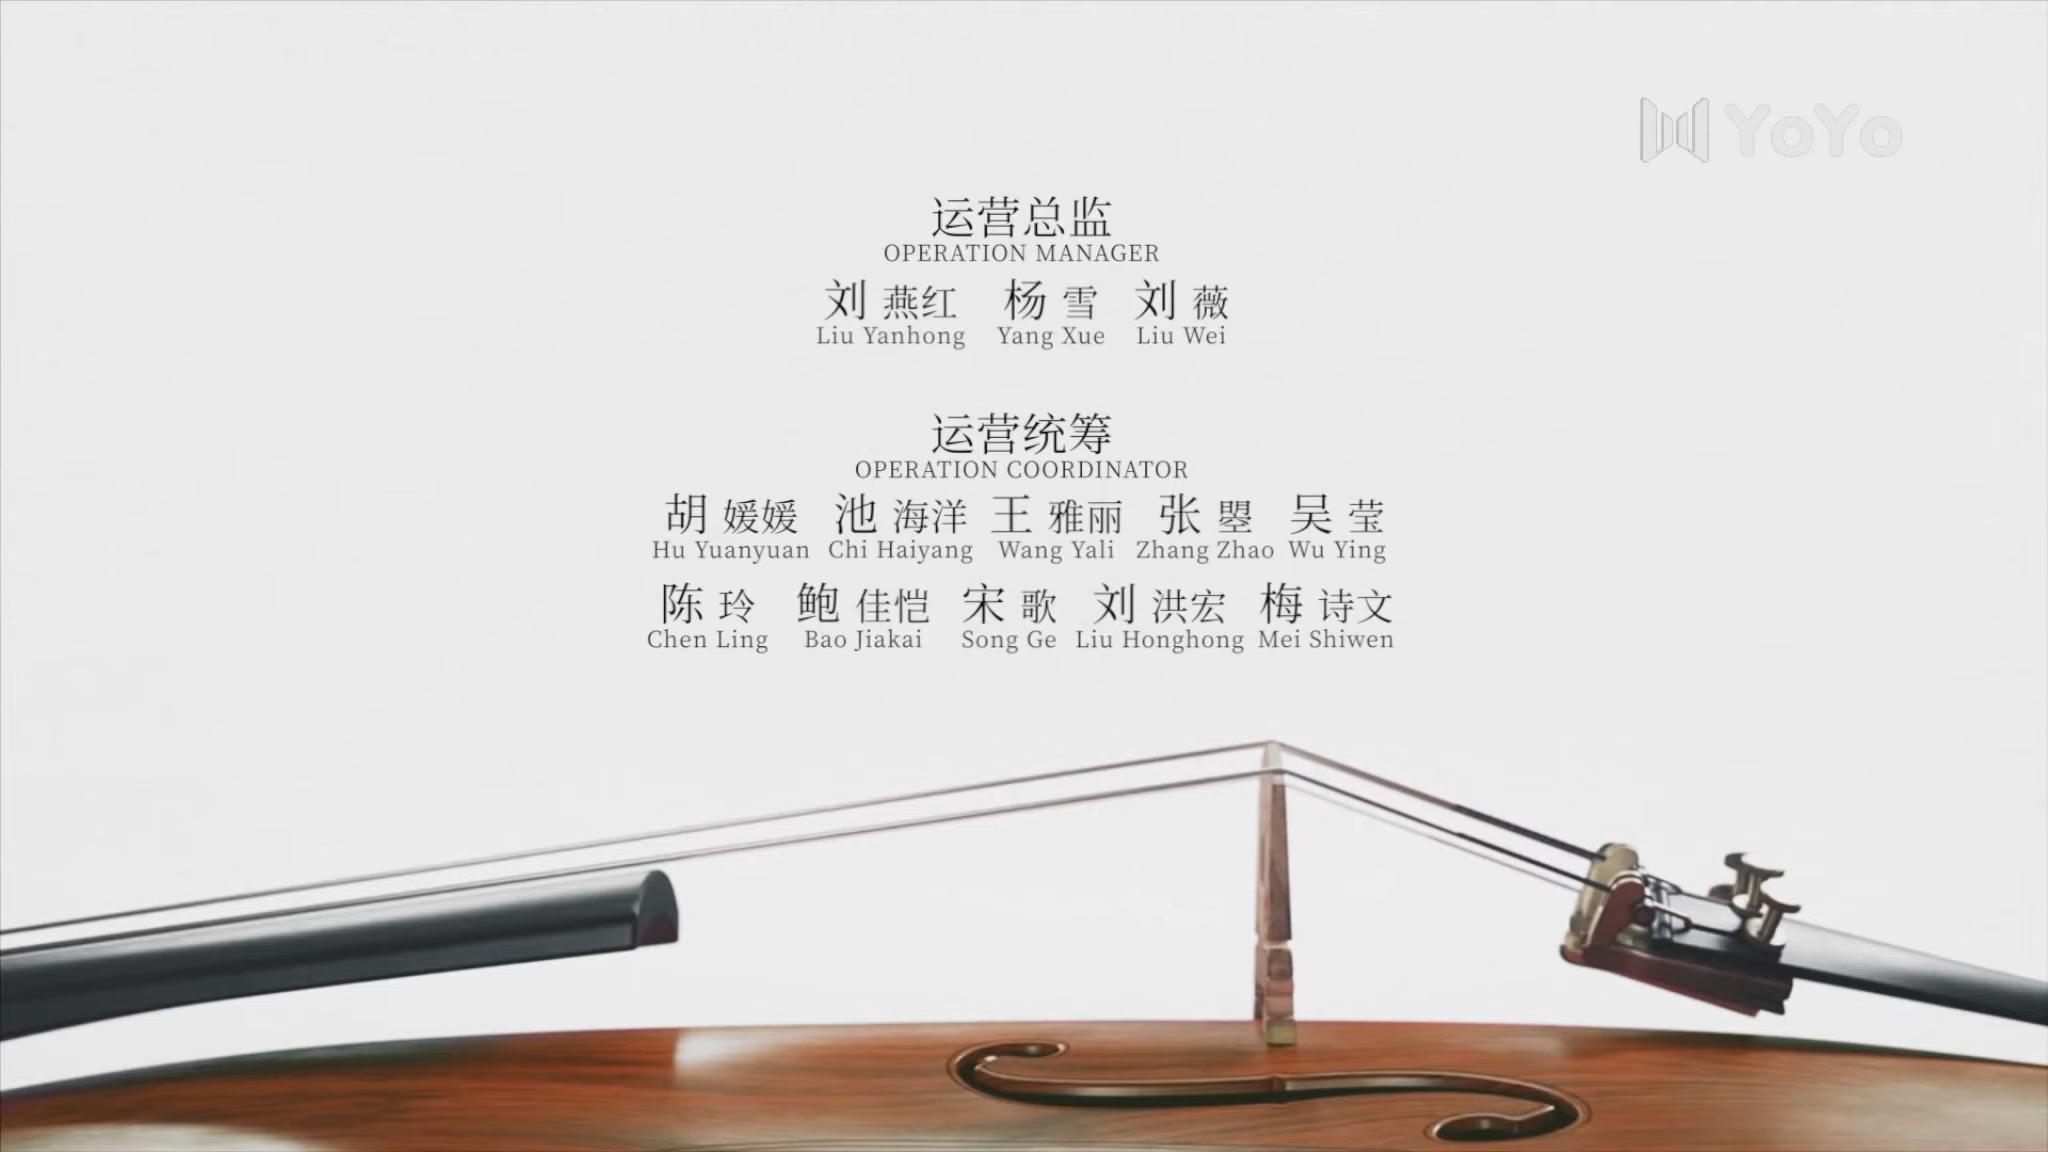 YoYo
运营总监
OPERATION MANAGER
刘 燕红 杨 雪 刘 薇
Liu Yanhong Yang Xue Liu Wei
运营统筹
OPERATION COORDINATOR
胡 媛媛 池 海洋 王 雅丽 张 曌 吴 莹
Hu Yuanyuan Chi Haiyang Wang Yali Zhang Zhao Wu Ying
陈 玲 鲍 佳恺 宋 歌 刘 洪宏 梅 诗文
Chen Ling Bao Jiakai Song Ge Liu Honghong Mei Shiwen